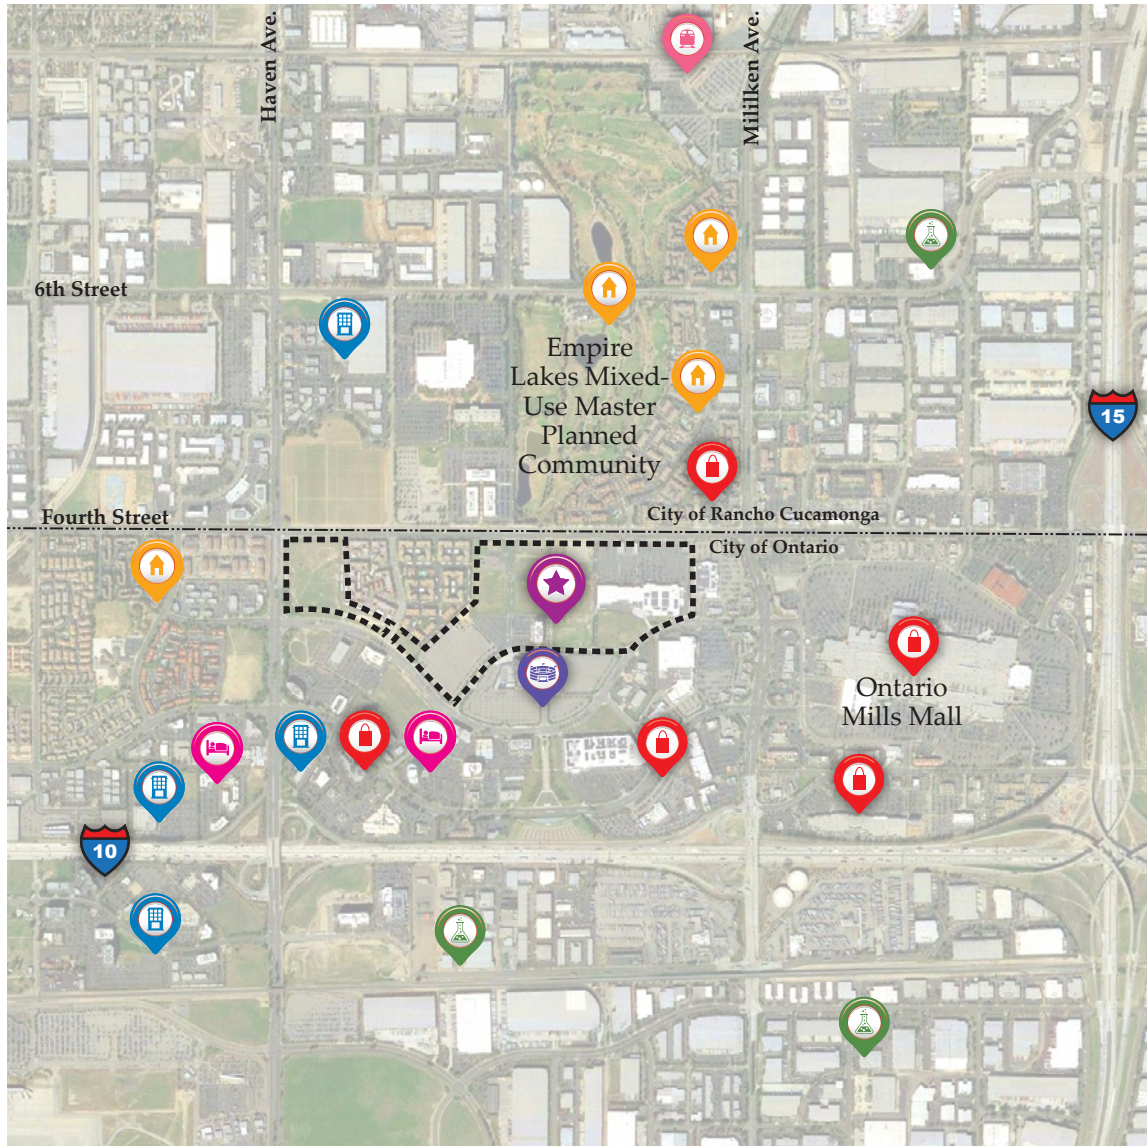 Haven Ave.
Mililken Ave.
6th Street
Empire
Lakes Mixed-
Use Master
Planned
Community
15
Fourth Street
City of Rancho Cucamonga
City of Ontario
Ontario
Mills Mall
10